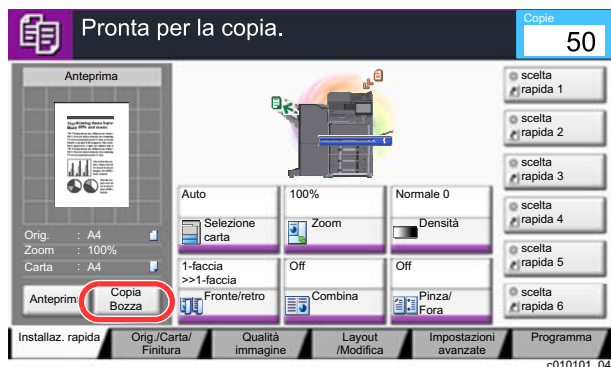 Pronta per la copia.
Copie
50
Anteprima
Orig. : A4
Zoom : 100%
Carta : A4
Anteprim
Copia
Bozza
Auto
Selezione
carta
100%
Zoom
Normale 0
Densità
1-faccia
>>1-faccia
Fronte/retro
Off
Combina
Off
Pinza/
Fora
scelta
rapida 1
scelta
rapida 2
scelta
rapida 3
scelta
rapida 4
scelta
rapida 5
scelta
rapida 6
Installaz. rapida
Orig./Carta/
Finitura
Qualità
immagine
Layout
/Modifica
Impostazioni
avanzate
Programma
c010101_04